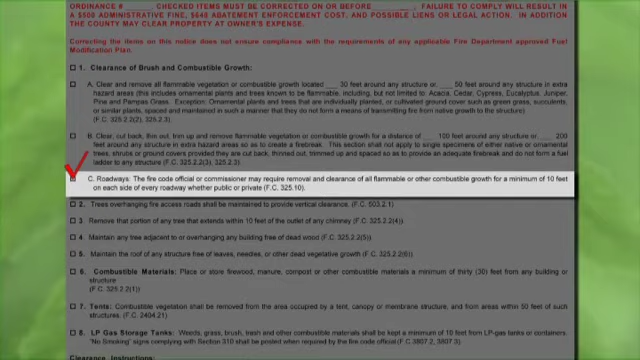 ORDINANCE # ______ CHECKED ITEMS MUST BE CORRECTED ON OR BEFORE ________; FAILURE TO COMPLY WILL RESULT IN
A $500 ADMINISTRATIVE FINE, $648 ABATEMENT ENFORCEMENT COST, AND POSSIBLE LIENS OR LEGAL ACTION. IN ADDITION
THE COUNTY MAY CLEAR PROPERTY AT OWNER'S EXPENSE.
Correcting the items on this notice does not ensure compliance with the requirements of any applicable Fire Department approved Fuel
Modification Plan.
1. Clearance of Brush and Combustible Growth:
A. Clear and remove all flammable vegetation or combustible growth located ___ 30 feet around any structure or, ___ 50 feet around any structure in extra
hazard areas (this includes ornamental plants and trees known to be flammable, including, but not limited to: Acacia, Cedar, Cypress, Eucalyptus, Juniper,
Pine and Pampas Grass. Exception: Ornamental plants and trees that are individually planted, or cultivated ground cover such as green grass, succulents,
or similar plants, spaced and maintained in such a manner that they do not form a means of transmitting fire from native growth to the structure)
(F.C. 325.2.2(2), 325.2.3).
B. Clear, cut back, thin out, trim up and remove flammable vegetation or combustible growth for a distance of ___ 100 feet around any structure or, ___ 200
feet around any structure in extra hazard areas so as to create a firebreak. This section shall not apply to single specimens of either native or ornamental
trees, shrubs or ground covers provided they are cut back, thinned out, trimmed up and spaced so as to provide an adequate firebreak and do not form a fuel
ladder to any structure (F.C. 325.2.2(3), 325.2.3).
C. Roadways: The fire code official or commissioner may require removal and clearance of all flammable or other combustible growth for a minimum of 10 feet
on each side of every roadway whether public or private (F.C. 325.10).
2. Trees overhanging fire access roads shall be maintained to provide vertical clearance. (F.C. 503.2.1)
3. Remove that portion of any tree that extends within 10 feet of the outlet of any chimney (F.C. 325.2.2(4))
4. Maintain any tree adjacent to or overhanging any building free of dead wood (F.C. 325.2.2(5)).
5. Maintain the roof of any structure free of leaves, needles, or other dead vegetative growth (F.C. 325.2.2(6))
6. Combustible Materials: Place or store firewood, manure, compost or other combustible materials a minimum of thirty (30) feet from any building or
structure
(F.C. 325.2.2(1))
7. Tents: Combustible vegetation shall be removed from the area occupied by a tent, canopy or membrane structure, and from areas within 50 feet of such
structures. (F.C. 2404.21)
8. LP Gas Storage Tanks: Weeds, grass, brush, trash and other combustible materials shall be kept a minimum of 10 feet from LP-gas tanks or containers.
"No Smoking" signs complying with Section 310 shall be posted when required by the fire code official (F.C.3807.2, 3807.3).
Clearance Instructions: